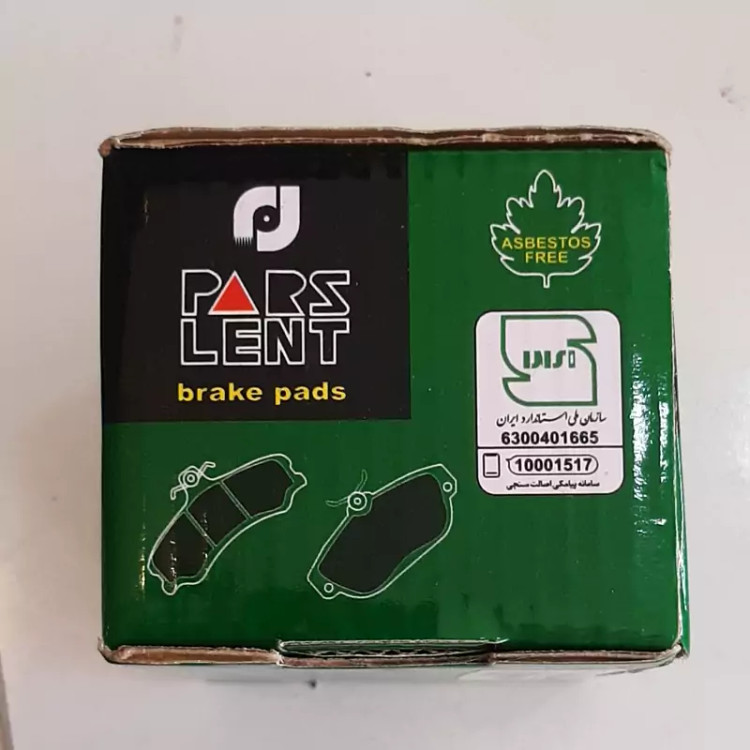 PARS
LENT
brake pads
ASBESTOS
FREE
سازمان ملی استاندارد ایران
6300401665
10001517
سامانه پیامکی اصالت سنجی